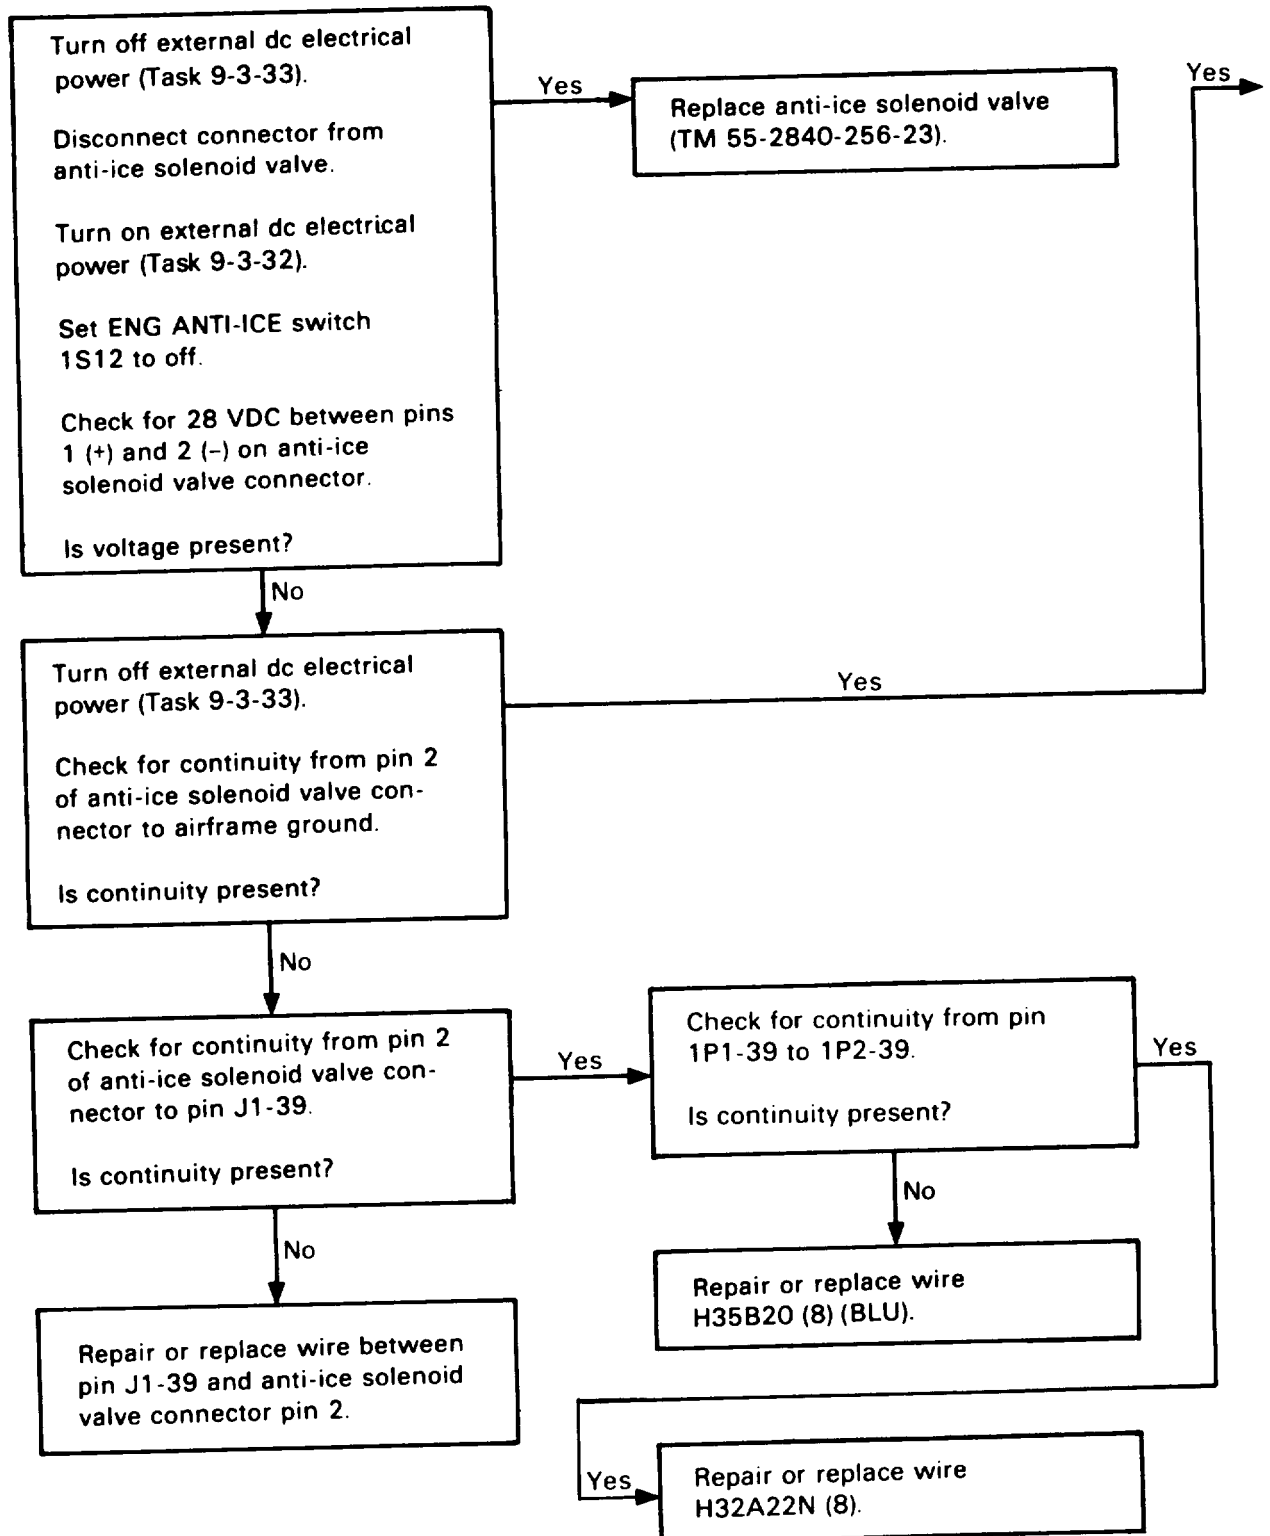 Turn off external dc electrical
power (Task 9-3-33).
Disconnect connector from
anti-ice solenoid valve.
Turn on external dc electrical
power (Task 9-3-32).
Set ENG ANTI-ICE switch
1S12 to off.
Check for 28 VDC between pins
1 (+) and 2 (–) on anti-ice
solenoid valve connector.
Is voltage present?
Yes
Replace anti-ice solenoid valve
(TM 55-2840-256-23).
Yes
No
Turn off external dc electrical
power (Task 9-3-33).
Check for continuity from pin 2
of anti-ice solenoid valve con-
nector to airframe ground.
Is continuity present?
Yes
No
Check for continuity from pin 2
of anti-ice solenoid valve con-
nector to pin J1-39.
Is continuity present?
Yes
Check for continuity from pin
1P1-39 to 1P2-39.
Is continuity present?
Yes
No
Repair or replace wire
H35B20 (8) (BLU).
No
Repair or replace wire between
pin J1-39 and anti-ice solenoid
valve connector pin 2.
Yes
Repair or replace wire
H32A22N (8).